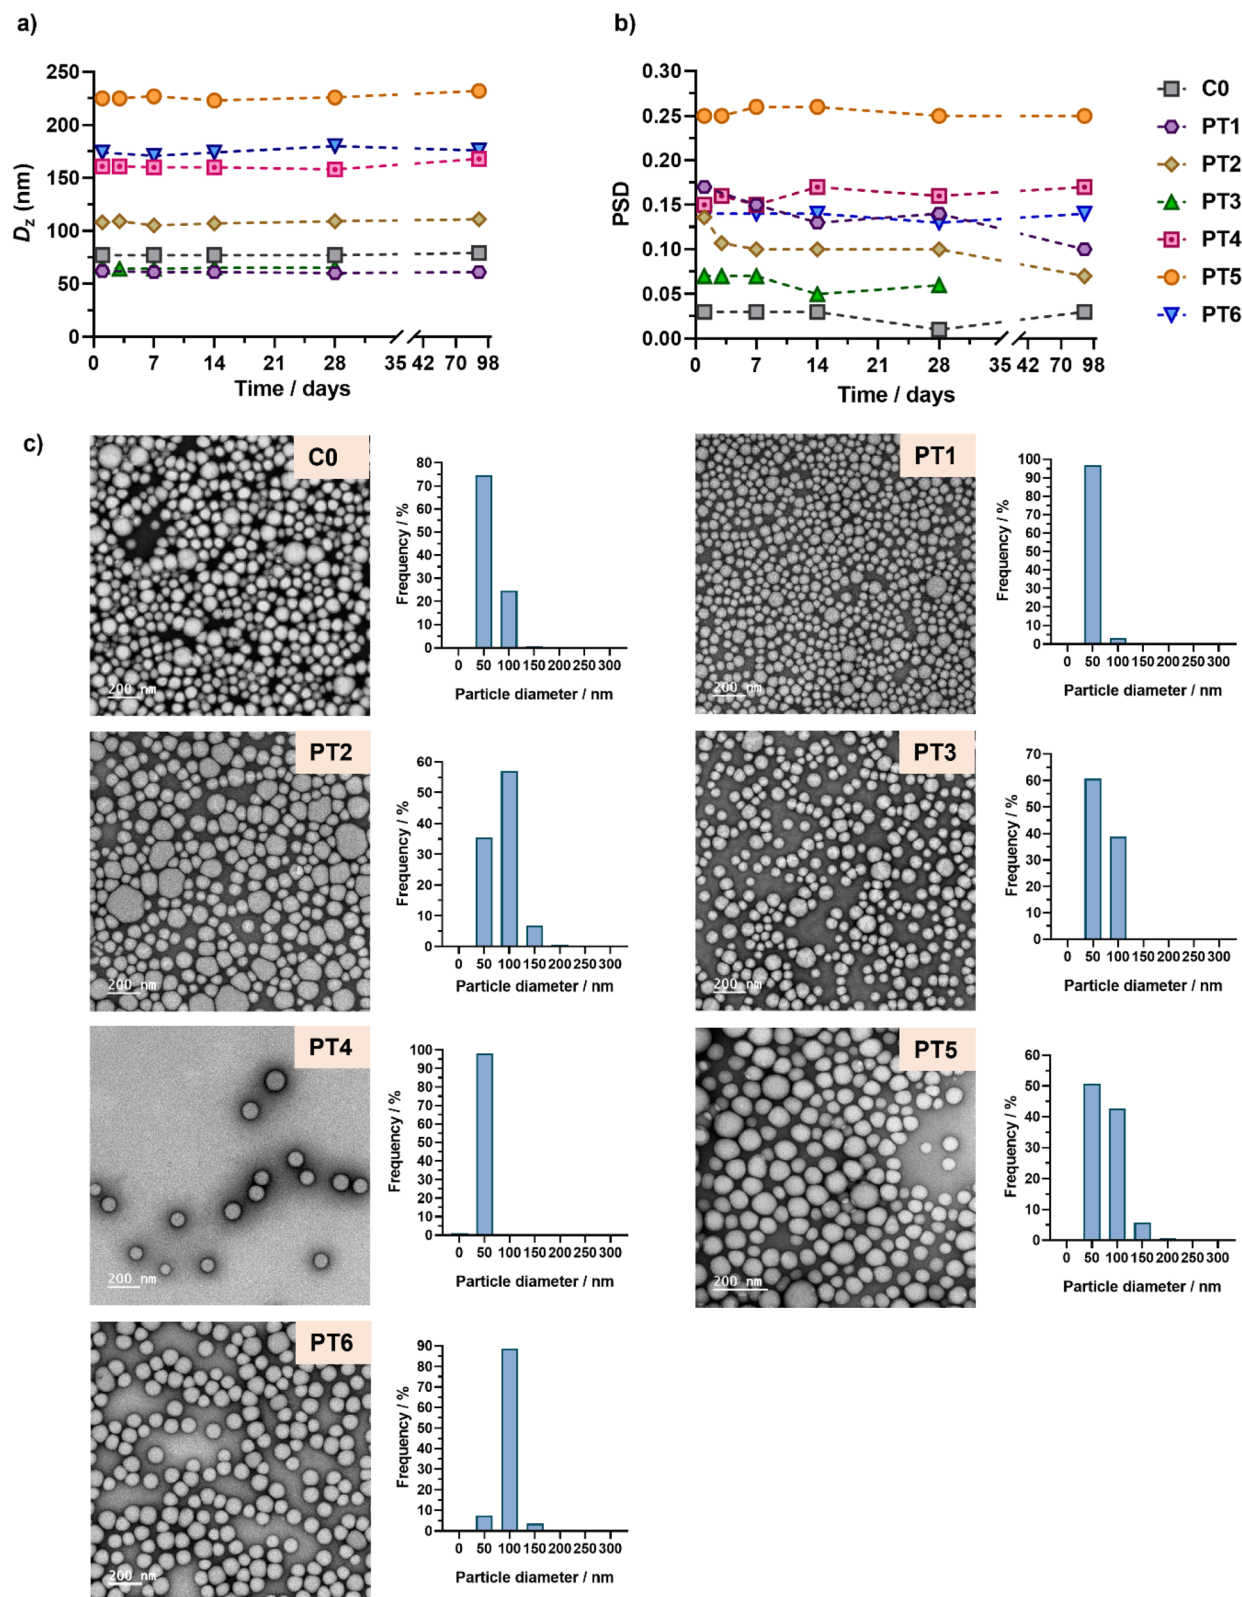 a)
b)
250
200
150
100
50
0
D_z (nm)
0 7 14 21 28 35 42 70 98
Time / days
0.30
0.25
0.20
0.15
0.10
0.05
0.00
PSD
0 7 14 21 28 35 42 70 98
Time / days
C0
PT1
PT2
PT3
PT4
PT5
PT6
c)
C0
200 nm
80
70
60
50
40
30
20
10
0
Frequency / %
0 50 100 150 200 250 300
Particle diameter / nm
PT1
200 nm
100
90
80
70
60
50
40
30
20
10
0
Frequency / %
0 50 100 150 200 250 300
Particle diameter / nm
PT2
200 nm
60
50
40
30
20
10
0
Frequency / %
0 50 100 150 200 250 300
Particle diameter / nm
PT3
200 nm
70
60
50
40
30
20
10
0
Frequency / %
0 50 100 150 200 250 300
Particle diameter / nm
PT4
200 nm
100
90
80
70
60
50
40
30
20
10
0
Frequency / %
0 50 100 150 200 250 300
Particle diameter / nm
PT5
200 nm
60
50
40
30
20
10
0
Frequency / %
0 50 100 150 200 250 300
Particle diameter / nm
PT6
200 nm
90
80
70
60
50
40
30
20
10
0
Frequency / %
0 50 100 150 200 250 300
Particle diameter / nm